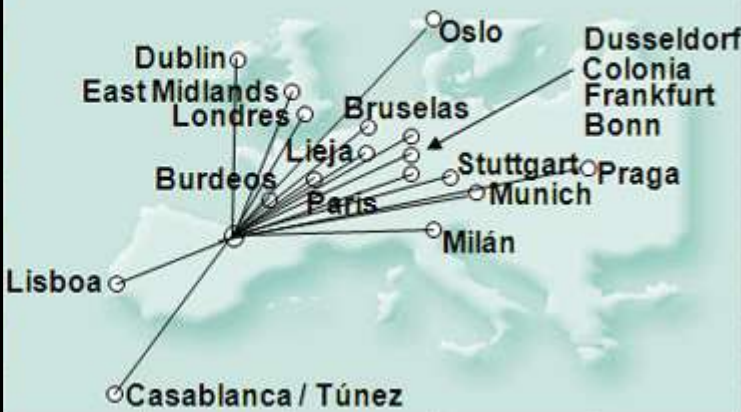 Oslo
Dusseldorf
Colonia
Frankfurt
Bonn
Dublin
East Midlands
Londres
Bruselas
Lieja
Stuttgart
Praga
Burdeos
París
Munich
Milán
Lisboa
Casablanca / Túnez